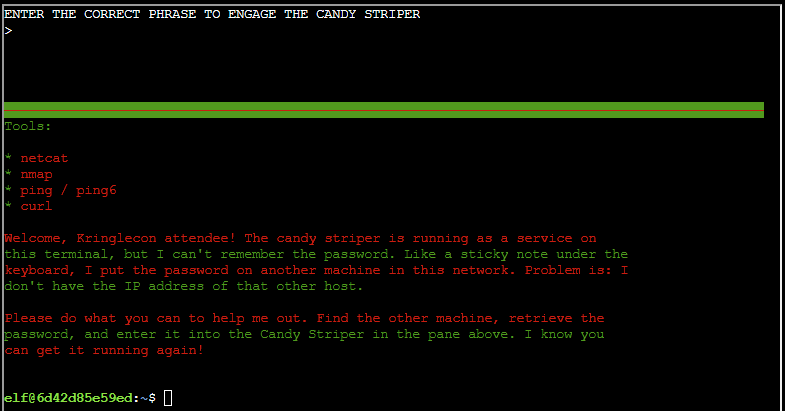 ENTER THE CORRECT PHRASE TO ENGAGE THE CANDY STRIPER
>
Tools:
* netcat
* nmap
* ping / ping6
* curl
Welcome, Kringlecon attendee! The candy striper is running as a service on
this terminal, but I can't remember the password. Like a sticky note under the
keyboard, I put the password on another machine in this network. Problem is: I
don't have the IP address of that other host.
Please do what you can to help me out. Find the other machine, retrieve the
password, and enter it into the Candy Striper in the pane above. I know you
can get it running again!
elf@6d42d85e59ed:~$